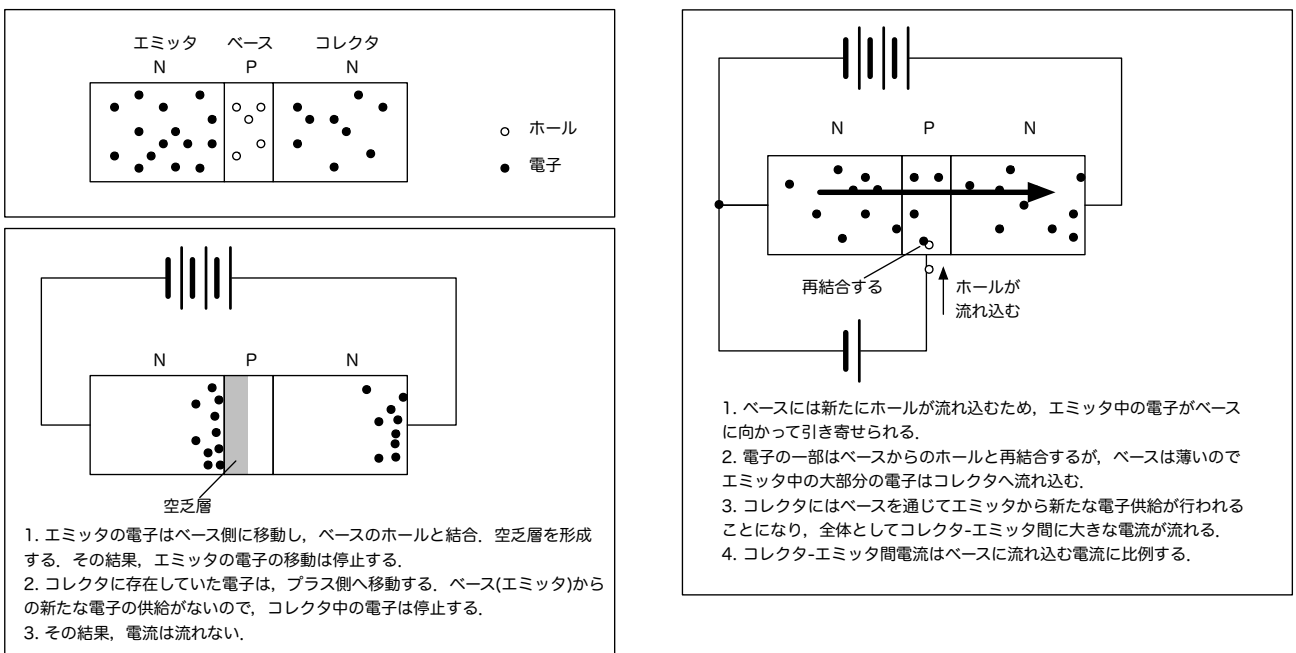 エミッタ ベース コレクタ
N P N
ホール
電子
N P N
空乏層
1. エミッタの電子はベース側に移動し，ベースのホールと結合．空乏層を形成
する．その結果，エミッタの電子の移動は停止する．
2. コレクタに存在していた電子は，プラス側へ移動する．ベース(エミッタ)から
の新たな電子の供給がないので，コレクタ中の電子は停止する．
3. その結果，電流は流れない．
N P N
再結合する
ホールが
流れ込む
1. ベースには新たにホールが流れ込むため，エミッタ中の電子がベース
に向かって引き寄せられる．
2. 電子の一部はベースからのホールと再結合するが，ベースは薄いので
エミッタ中の大部分の電子はコレクタへ流れ込む．
3. コレクタにはベースを通じてエミッタから新たな電子供給が行われる
ことになり，全体としてコレクタ-エミッタ間に大きな電流が流れる．
4. コレクタ-エミッタ間電流はベースに流れ込む電流に比例する．